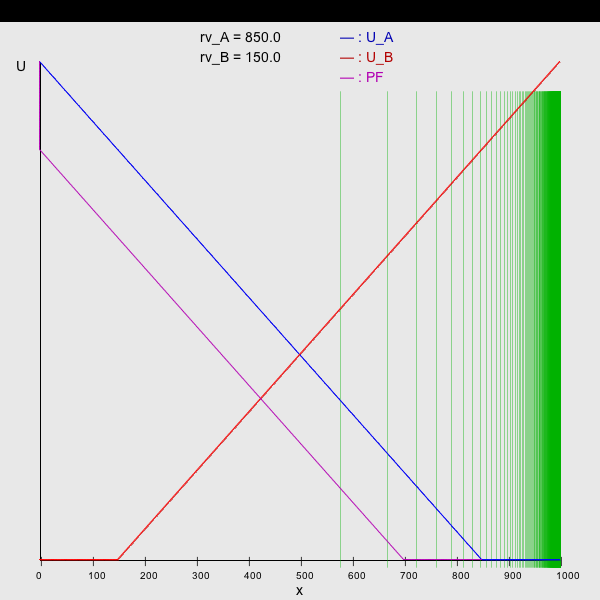 rv_A = 850.0
rv_B = 150.0
— : U_A
— : U_B
— : PF
U
0 100 200 300 400 500 600 700 800 900 1000
x